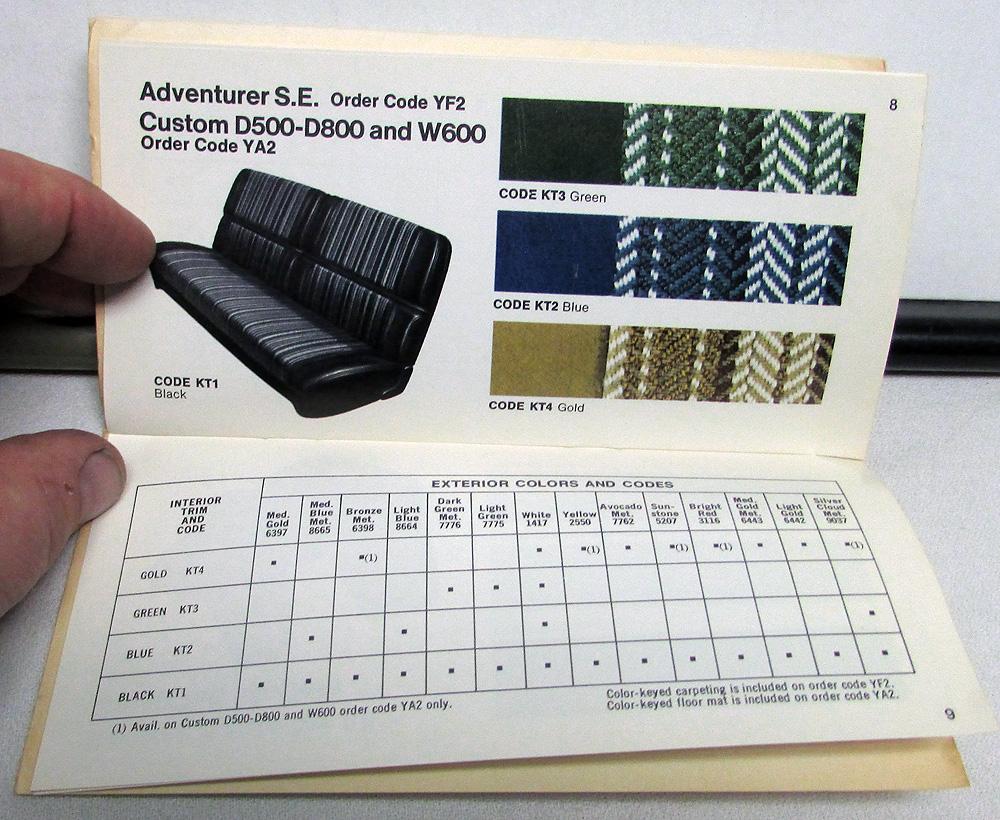 8
Adventurer S.E. Order Code YF2
Custom D500-D800 and W600
Order Code YA2
CODE KT3 Green
CODE KT2 Blue
CODE KT4 Gold
CODE KT1
Black
INTERIOR
TRIM
AND
CODE
EXTERIOR COLORS AND CODES
Med.
Gold
6397
Med.
Blue
Met.
8665
Bronze
Met.
6398
Light
Blue
8664
Dark
Green
Met.
7776
Light
Green
7775
White
1417
Yellow
2550
Avocado
Met.
7762
Sun-
stone
5207
Bright
Red
3116
Med.
Gold
Met.
6443
Light
Gold
6442
Silver
Cloud
Met.
9037
GOLD KT4 ▪ ▪(1) ▪ ▪(1) ▪ ▪(1) ▪(1) ▪ ▪ ▪(1)
GREEN KT3 ▪ ▪ ▪
BLUE KT2 ▪ ▪ ▪ ▪
BLACK KT1 ▪ ▪ ▪ ▪ ▪ ▪ ▪ ▪ ▪ ▪ ▪ ▪ ▪ ▪
(1) Avail. on Custom D500-D800 and W600 order code YA2 only.
Color-keyed carpeting is included on order code YF2.
Color-keyed floor mat is included on order code YA2.
9